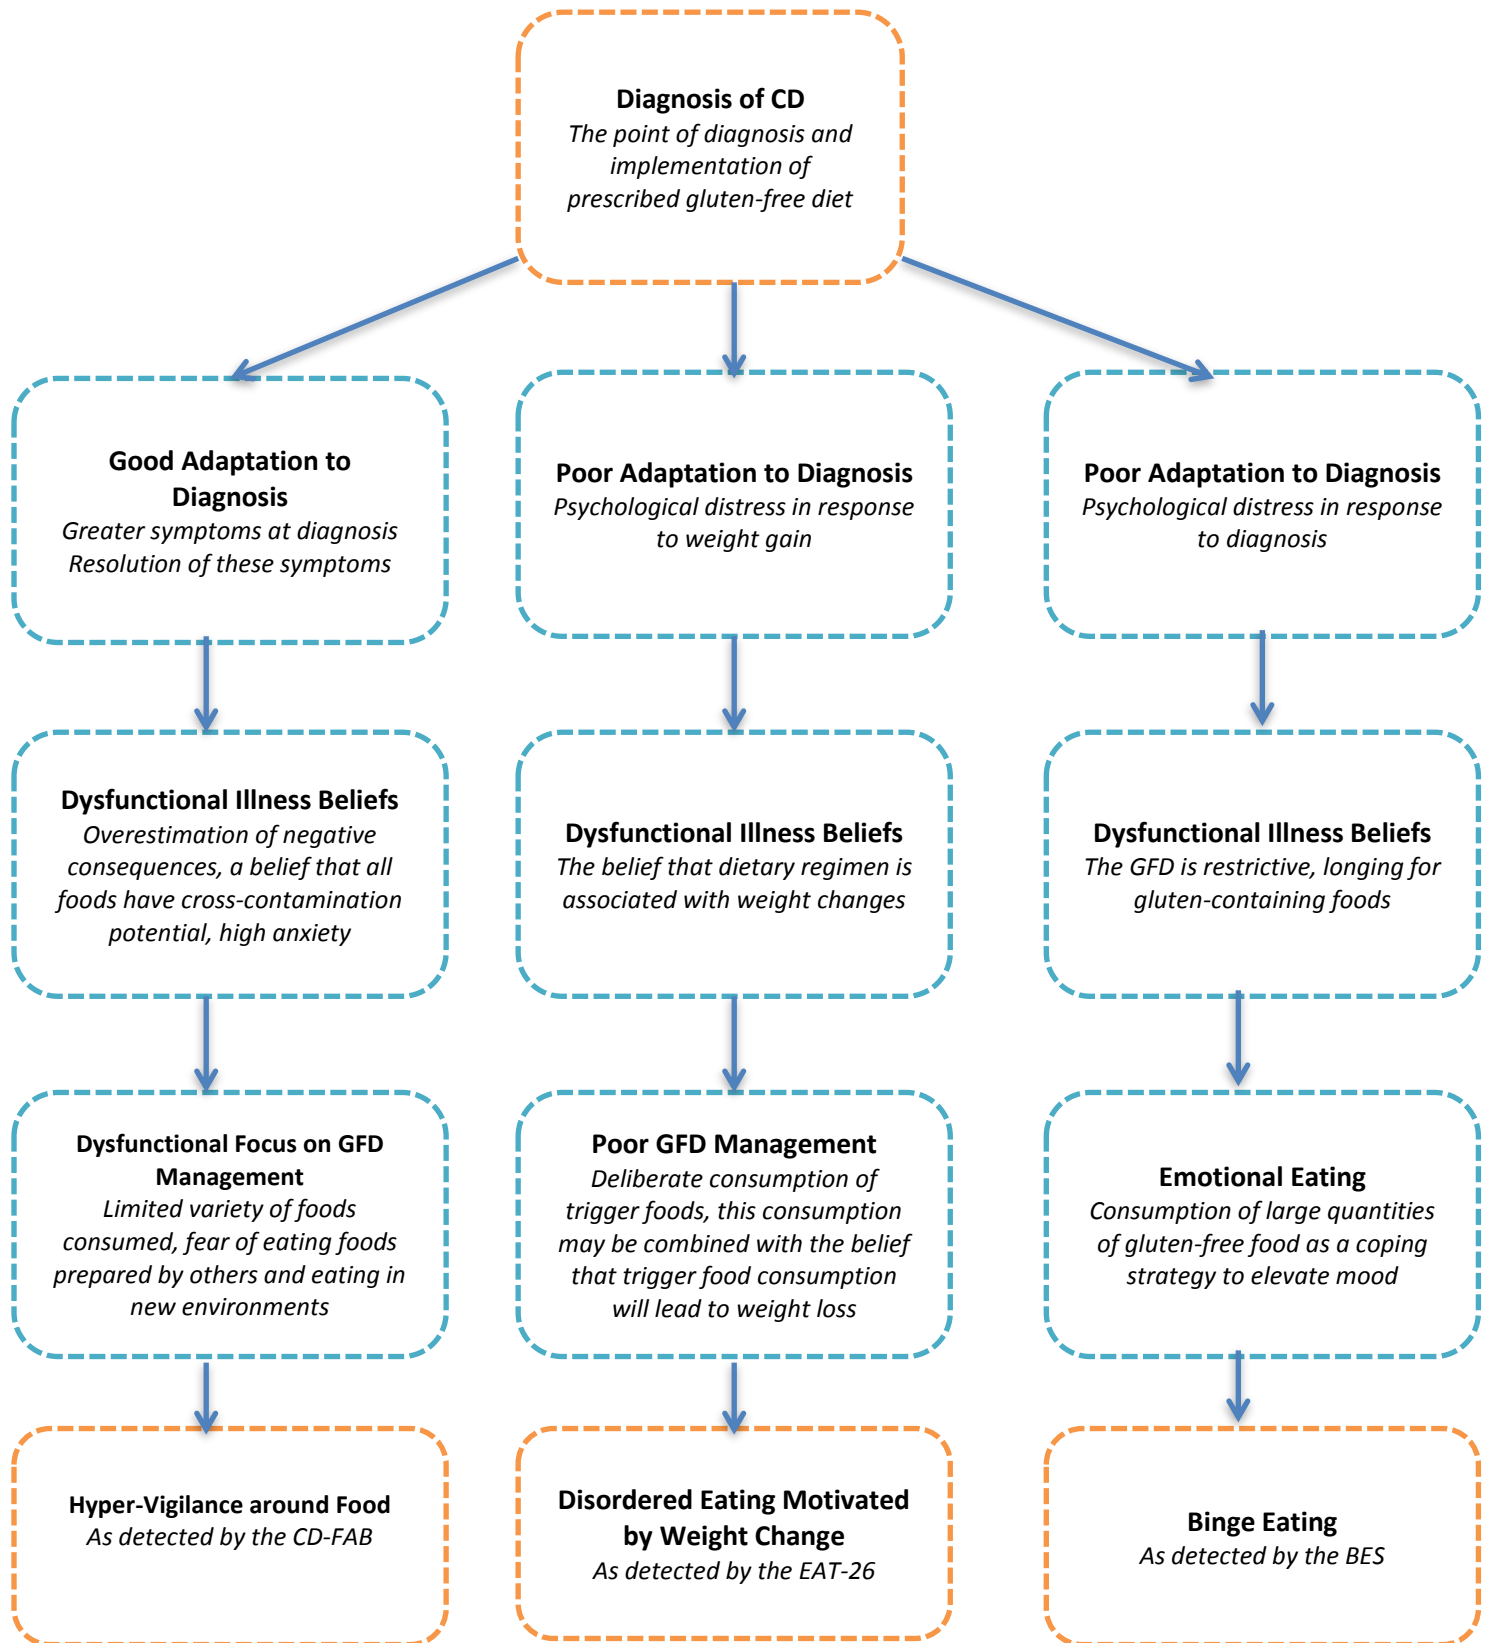 Diagnosis of CD
The point of diagnosis and
implementation of
prescribed gluten-free diet
Good Adaptation to
Diagnosis
Greater symptoms at diagnosis
Resolution of these symptoms
Poor Adaptation to Diagnosis
Psychological distress in response
to weight gain
Poor Adaptation to Diagnosis
Psychological distress in response
to diagnosis
Dysfunctional Illness Beliefs
Overestimation of negative
consequences, a belief that all
foods have cross-contamination
potential, high anxiety
Dysfunctional Illness Beliefs
The belief that dietary regimen is
associated with weight changes
Dysfunctional Illness Beliefs
The GFD is restrictive, longing for
gluten-containing foods
Dysfunctional Focus on GFD
Management
Limited variety of foods
consumed, fear of eating foods
prepared by others and eating in
new environments
Poor GFD Management
Deliberate consumption of
trigger foods, this consumption
may be combined with the belief
that trigger food consumption
will lead to weight loss
Emotional Eating
Consumption of large quantities
of gluten-free food as a coping
strategy to elevate mood
Hyper-Vigilance around Food
As detected by the CD-FAB
Disordered Eating Motivated
by Weight Change
As detected by the EAT-26
Binge Eating
As detected by the BES